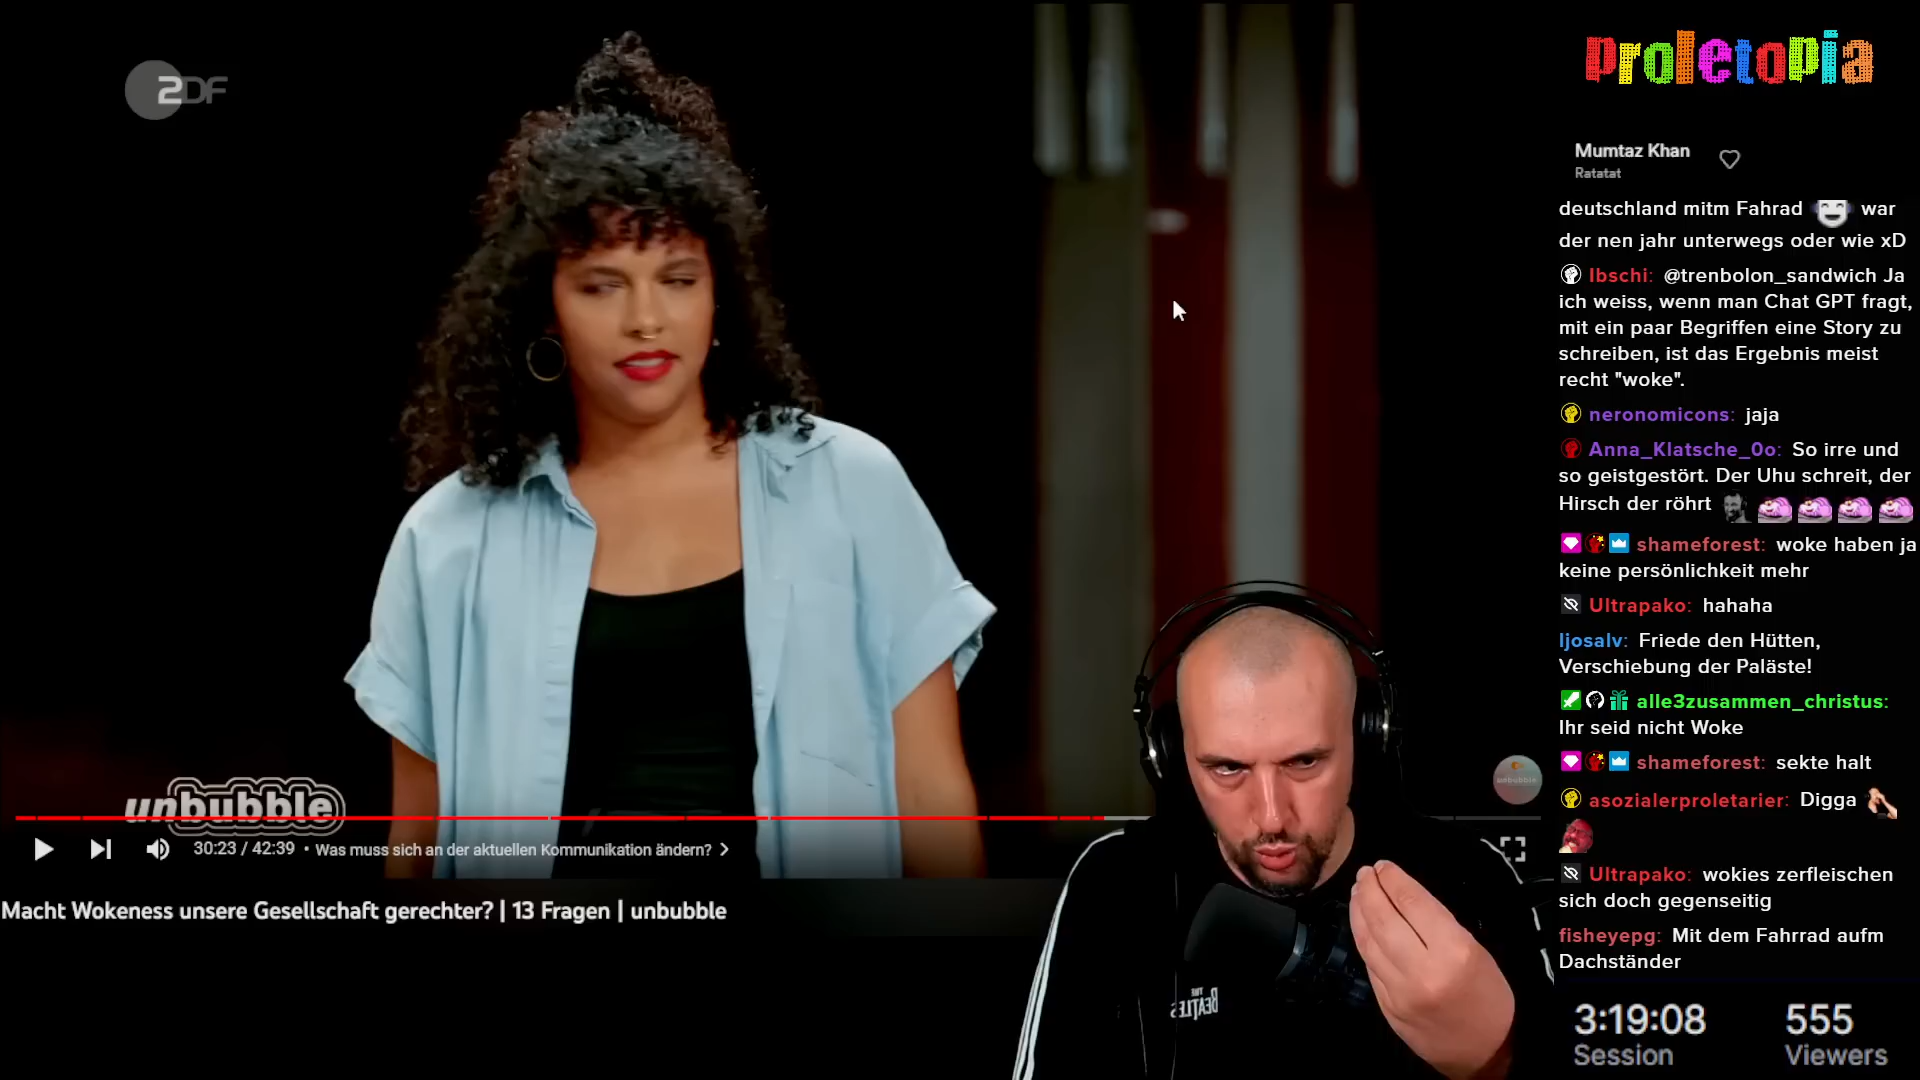 2DF
Proletopia
Mumtaz Khan
Ratatat
deutschland mitm Fahrad war
der nen jahr unterwegs oder wie xD
Ibschi: @trenbolon_sandwich Ja
ich weiss, wenn man Chat GPT fragt,
mit ein paar Begriffen eine Story zu
schreiben, ist das Ergebnis meist
recht "woke".
neronomicons: jaja
Anna_Klatsche_0o: So irre und
so geistgestört. Der Uhu schreit, der
Hirsch der röhrt
shameforest: woke haben ja
keine persönlichkeit mehr
Ultrapako: hahaha
ljosalv: Friede den Hütten,
Verschiebung der Paläste!
alle3zusammen_christus:
Ihr seid nicht Woke
shameforest: sekte halt
asozialerproletarier: Digga
Ultrapako: wokies zerfleischen
sich doch gegenseitig
fisheyepg: Mit dem Fahrrad aufm
Dachständer
3:19:08
Session
555
Viewers
unbubble
unbubble
30:23 / 42:39 • Was muss sich an der aktuellen Kommunikation ändern?
Macht Wokeness unsere Gesellschaft gerechter? | 13 Fragen | unbubble
THE
BEATLES